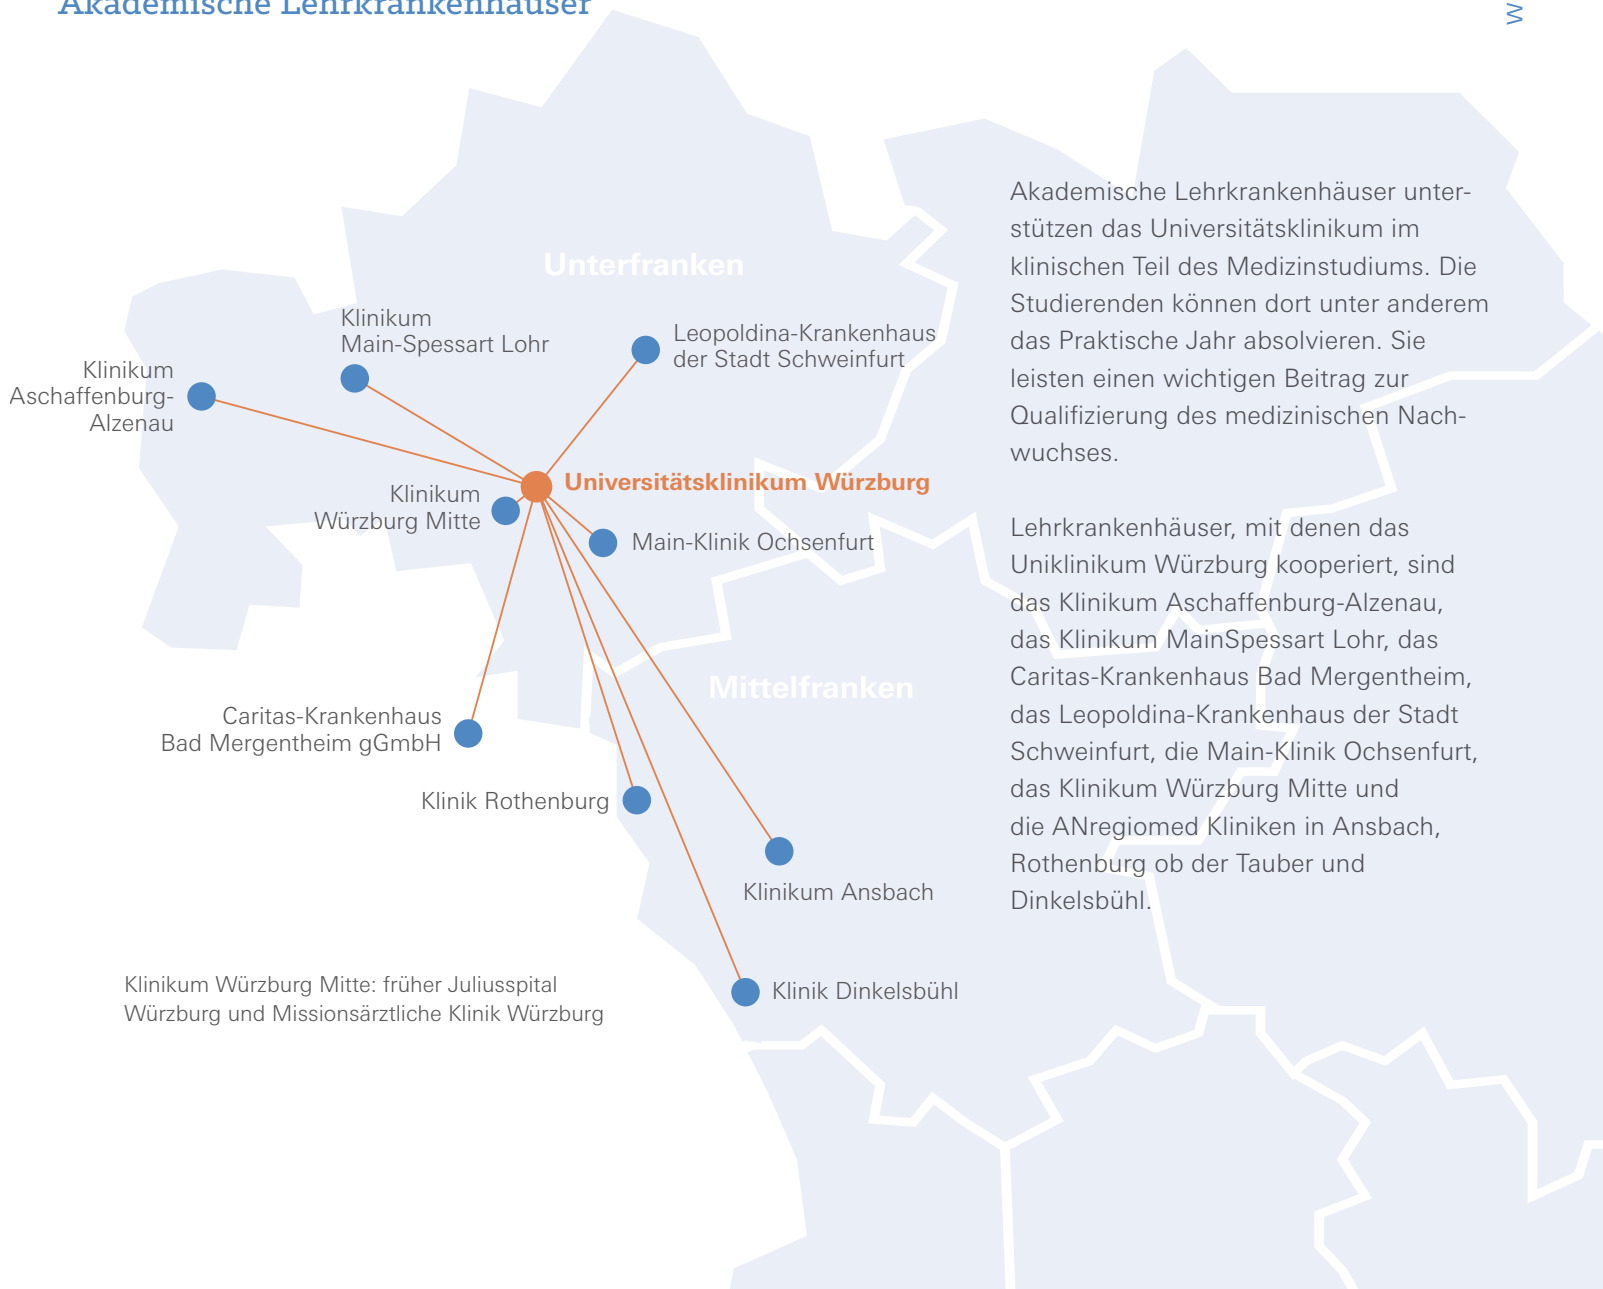 Akademische Lehrkrankenhäuser
W
Unterfranken
Klinikum
Main-Spessart Lohr
Leopoldina-Krankenhaus
der Stadt Schweinfurt
Klinikum
Aschaffenburg-
Alzenau
Universitätsklinikum Würzburg
Klinikum
Würzburg Mitte
Main-Klinik Ochsenfurt
Mittelfranken
Caritas-Krankenhaus
Bad Mergentheim gGmbH
Klinik Rothenburg
Klinikum Ansbach
Klinik Dinkelsbühl
Klinikum Würzburg Mitte: früher Juliusspital
Würzburg und Missionsärztliche Klinik Würzburg
Akademische Lehrkrankenhäuser unter-
stützen das Universitätsklinikum im
klinischen Teil des Medizinstudiums. Die
Studierenden können dort unter anderem
das Praktische Jahr absolvieren. Sie
leisten einen wichtigen Beitrag zur
Qualifizierung des medizinischen Nach-
wuchses.
Lehrkrankenhäuser, mit denen das
Uniklinikum Würzburg kooperiert, sind
das Klinikum Aschaffenburg-Alzenau,
das Klinikum MainSpessart Lohr, das
Caritas-Krankenhaus Bad Mergentheim,
das Leopoldina-Krankenhaus der Stadt
Schweinfurt, die Main-Klinik Ochsenfurt,
das Klinikum Würzburg Mitte und
die ANregiomed Kliniken in Ansbach,
Rothenburg ob der Tauber und
Dinkelsbühl.